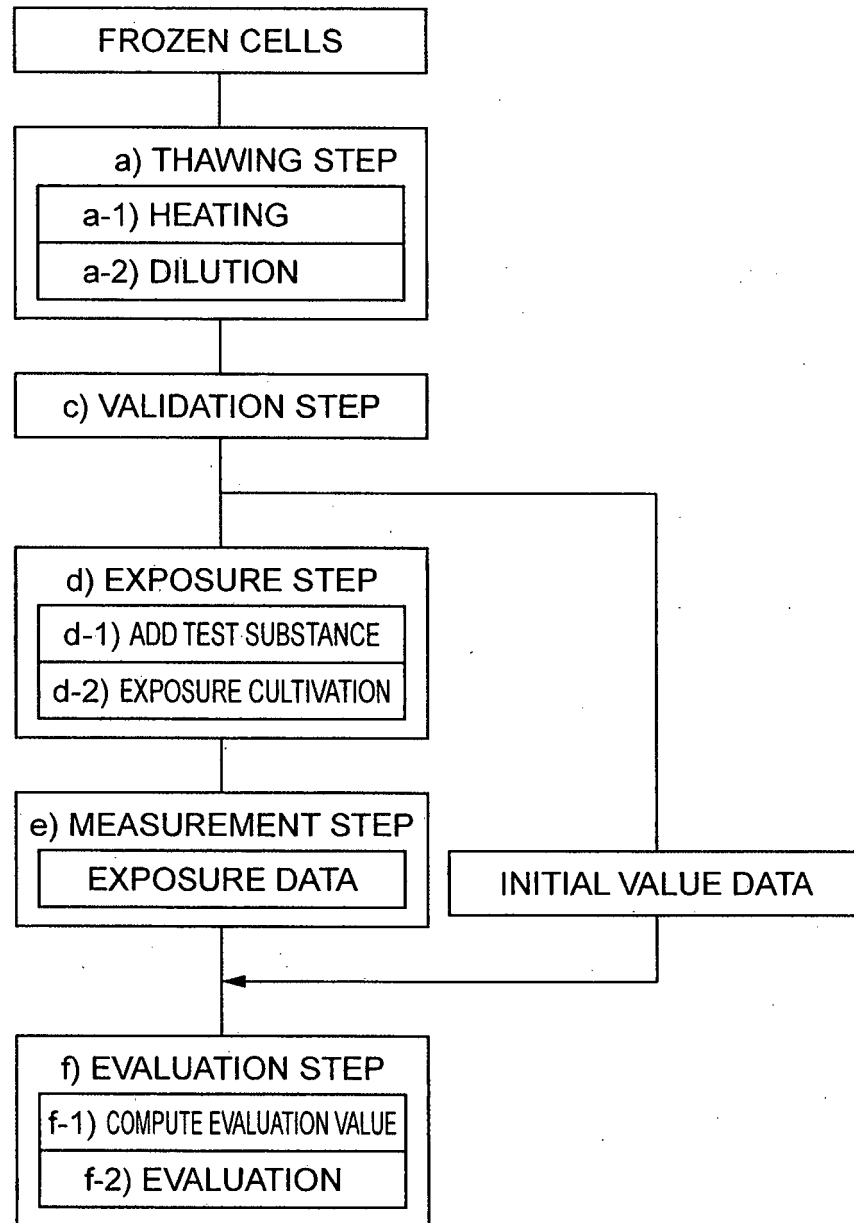 FROZEN CELLS
a) THAWING STEP
a-1) HEATING
a-2) DILUTION
c) VALIDATION STEP
d) EXPOSURE STEP
d-1) ADD TEST SUBSTANCE
d-2) EXPOSURE CULTIVATION
e) MEASUREMENT STEP
EXPOSURE DATA
INITIAL VALUE DATA
f) EVALUATION STEP
f-1) COMPUTE EVALUATION VALUE
f-2) EVALUATION